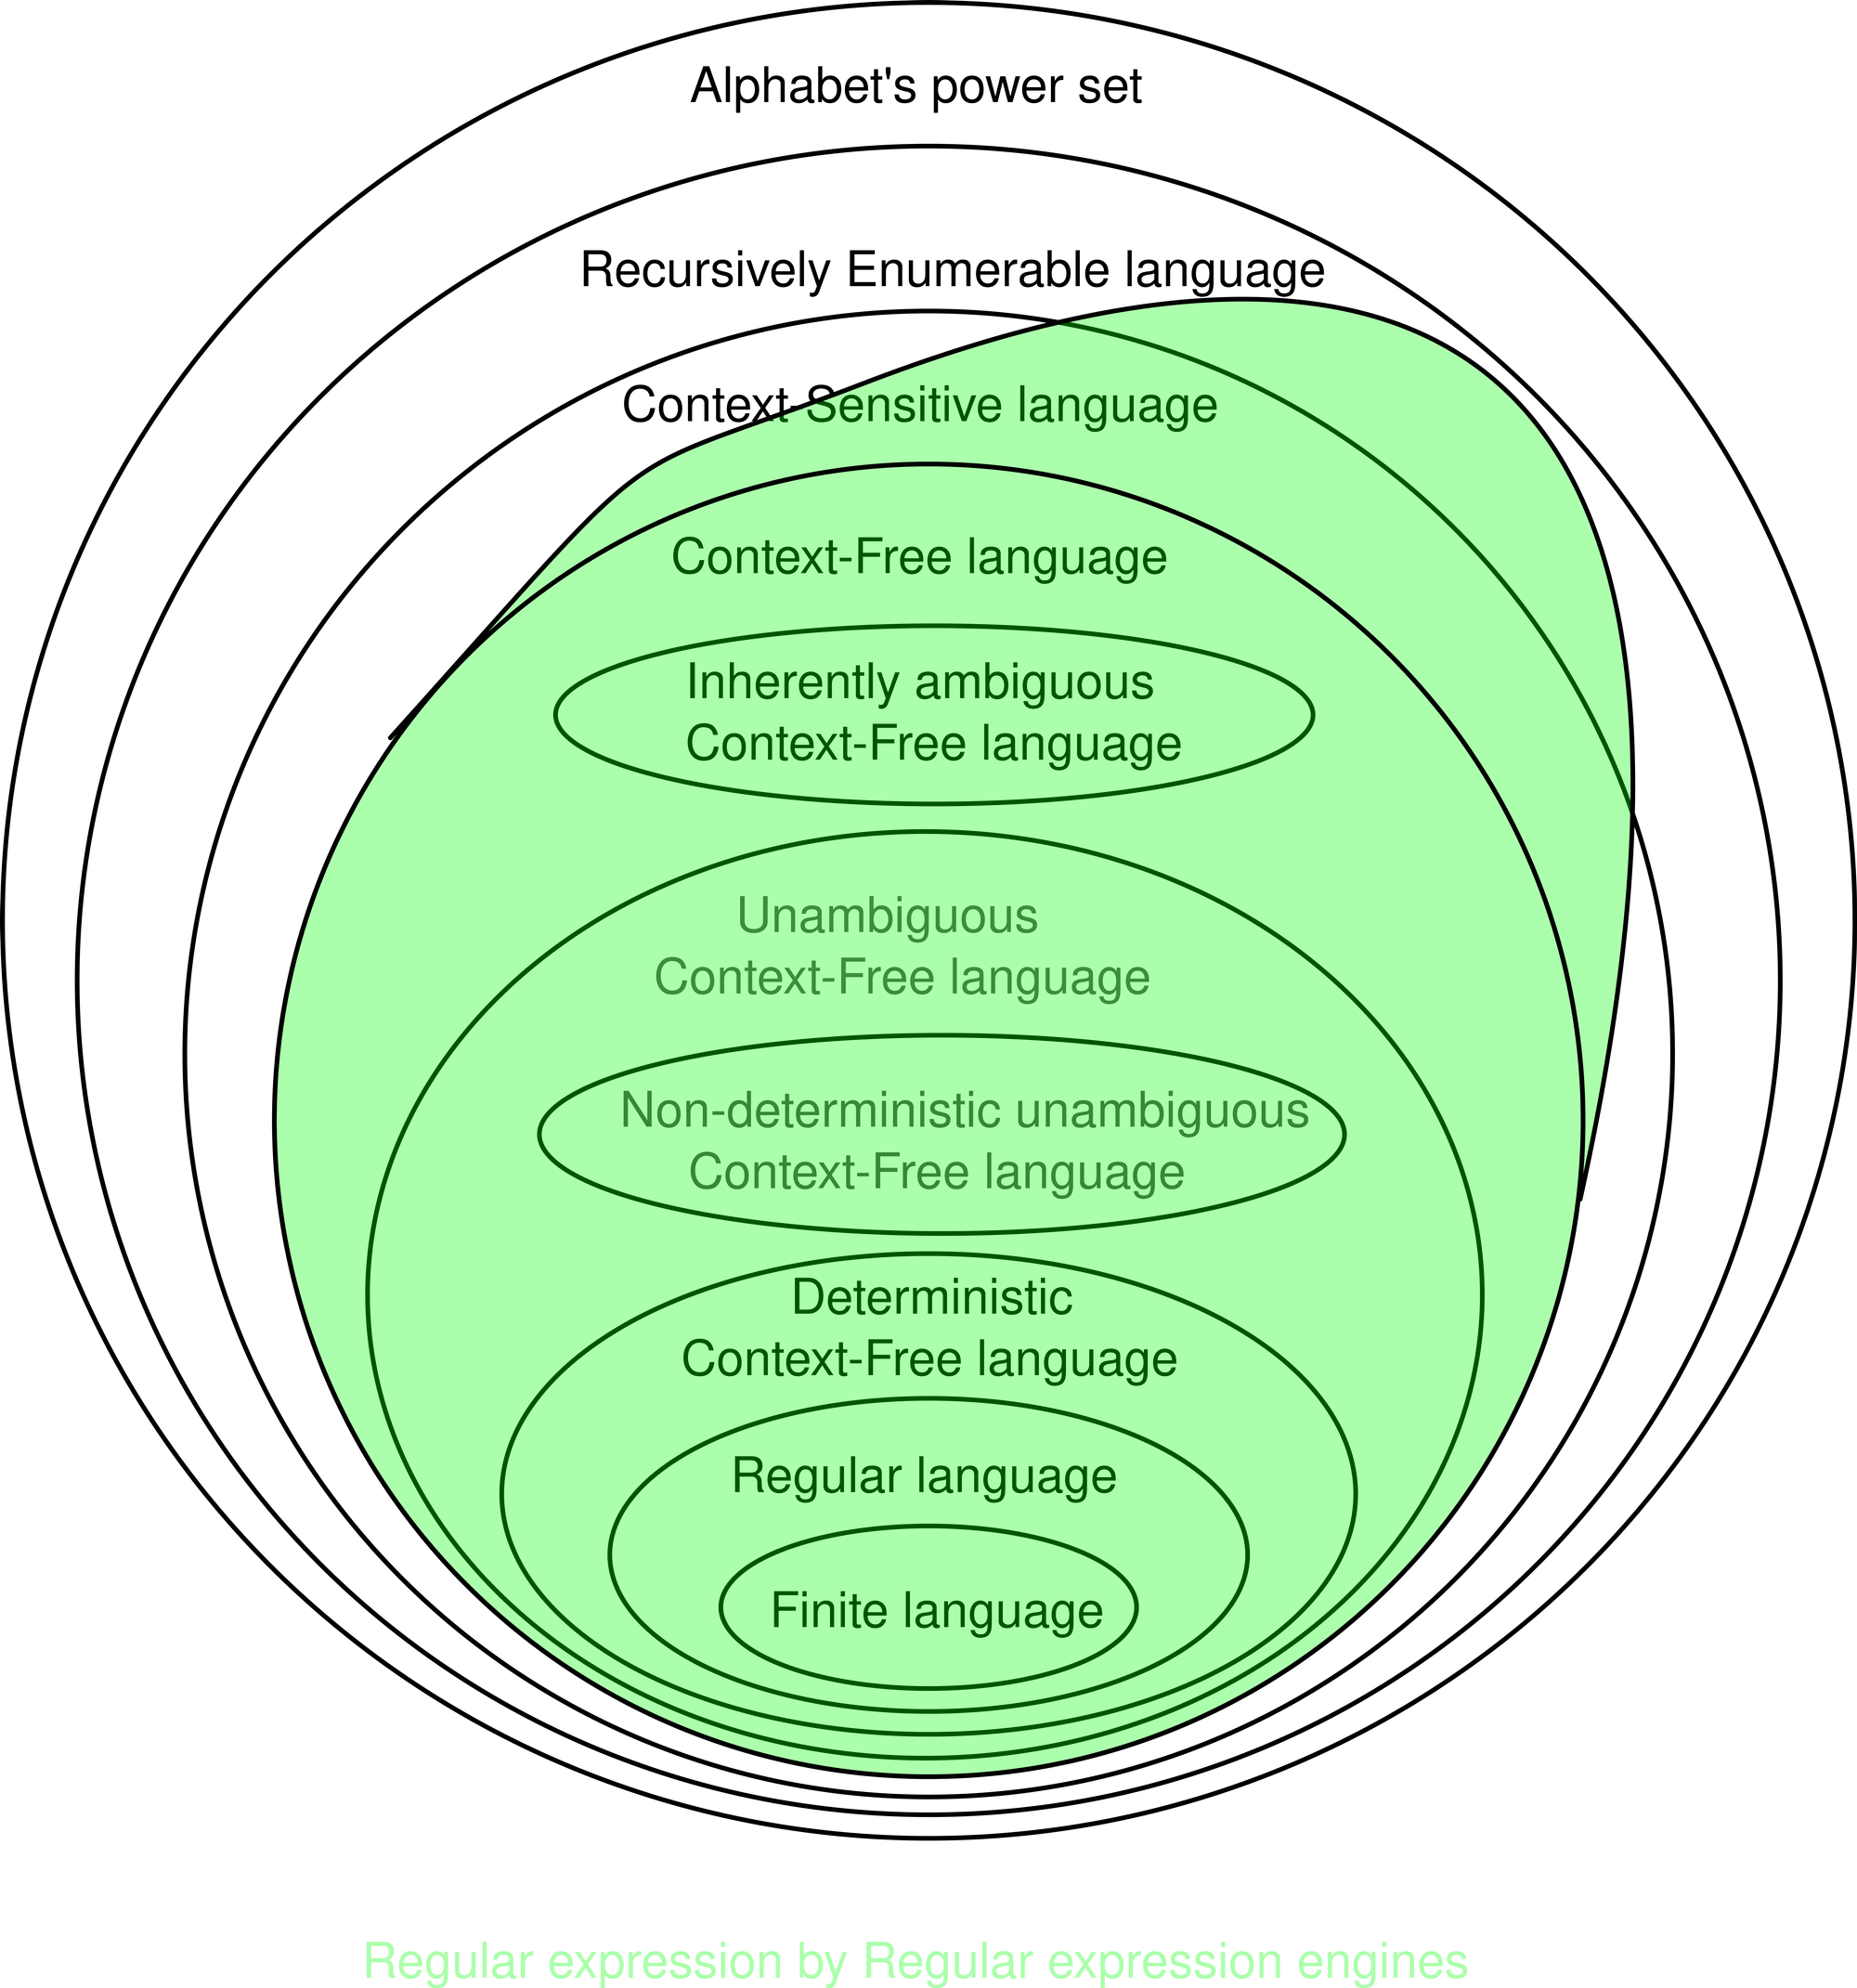 Alphabet's power set
Recursively Enumerable language
Context-Sensitive language
Context-Free language
Inherently ambiguous
Context-Free language
Unambiguous
Context-Free language
Non-deterministic unambiguous
Context-Free language
Deterministic
Context-Free language
Regular language
Finite language
Regular expression by Regular expression engines